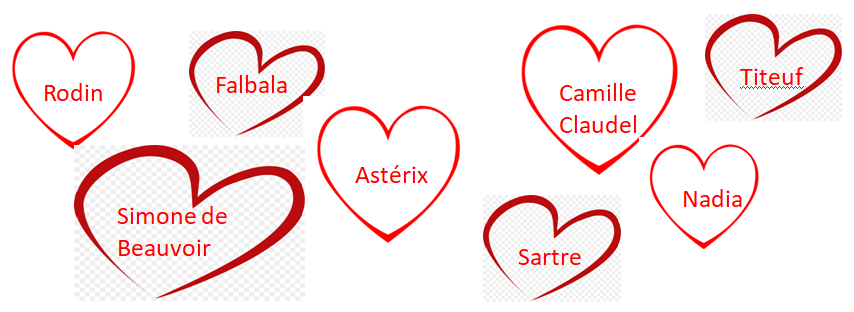 Rodin
Falbala
Camille
Claudel
Titeuf
Astérix
Nadia
Simone de
Beauvoir
Sartre